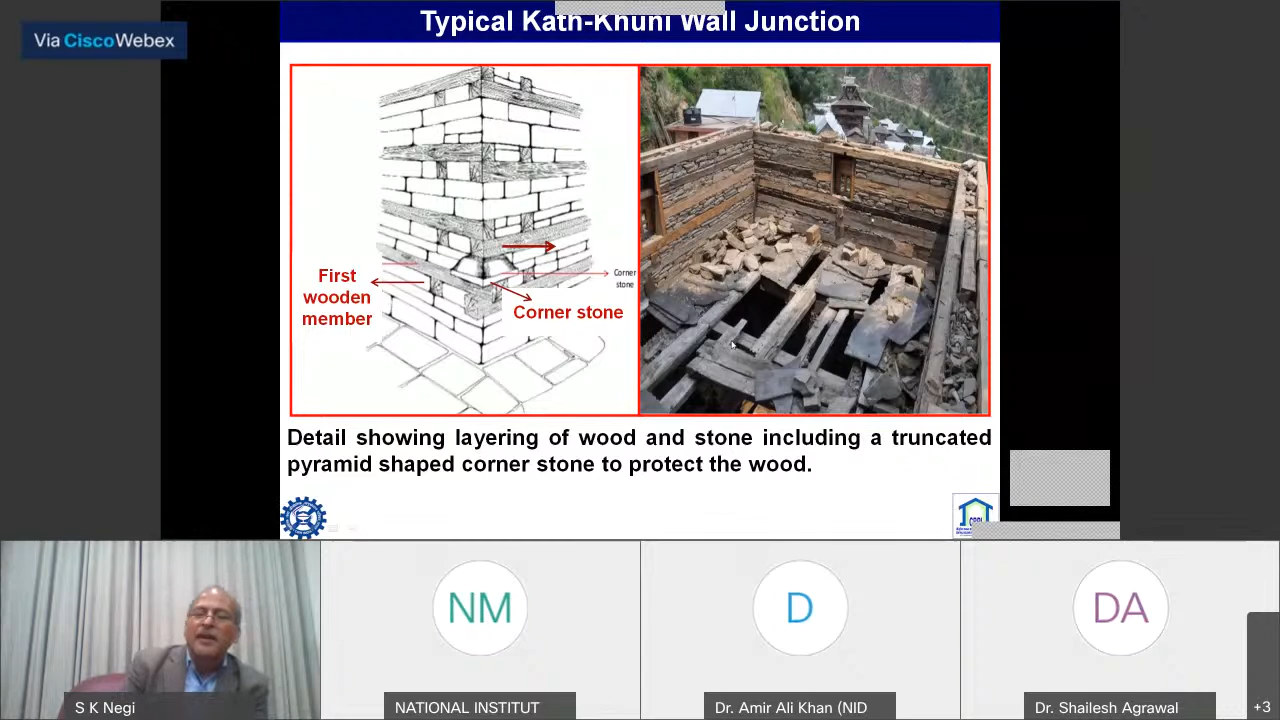 Via Cisco Webex
Typical Kath-Khuni Wall Junction
First
wooden
member
Corner
stone
Corner stone
Detail showing layering of wood and stone including a truncated
pyramid shaped corner stone to protect the wood.
NM
D
DA
S K Negi
NATIONAL INSTITUT
Dr. Amir Ali Khan (NID
Dr. Shailesh Agrawal
+3